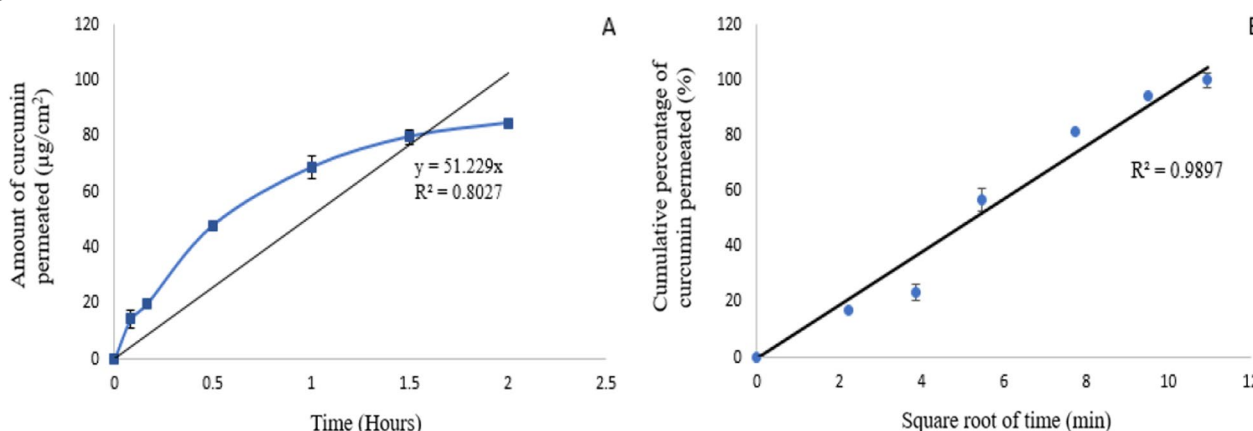 A
Amount of curcumin
permeated (µg/cm²)
120
100
80
60
40
20
0
y = 51.229x
R² = 0.8027
0 0.5 1 1.5 2 2.5
Time (Hours)
Cumulative percentage of
curcumin permeated (%)
120
100
80
60
40
20
0
R² = 0.9897
0 2 4 6 8 10 12
Square root of time (min)